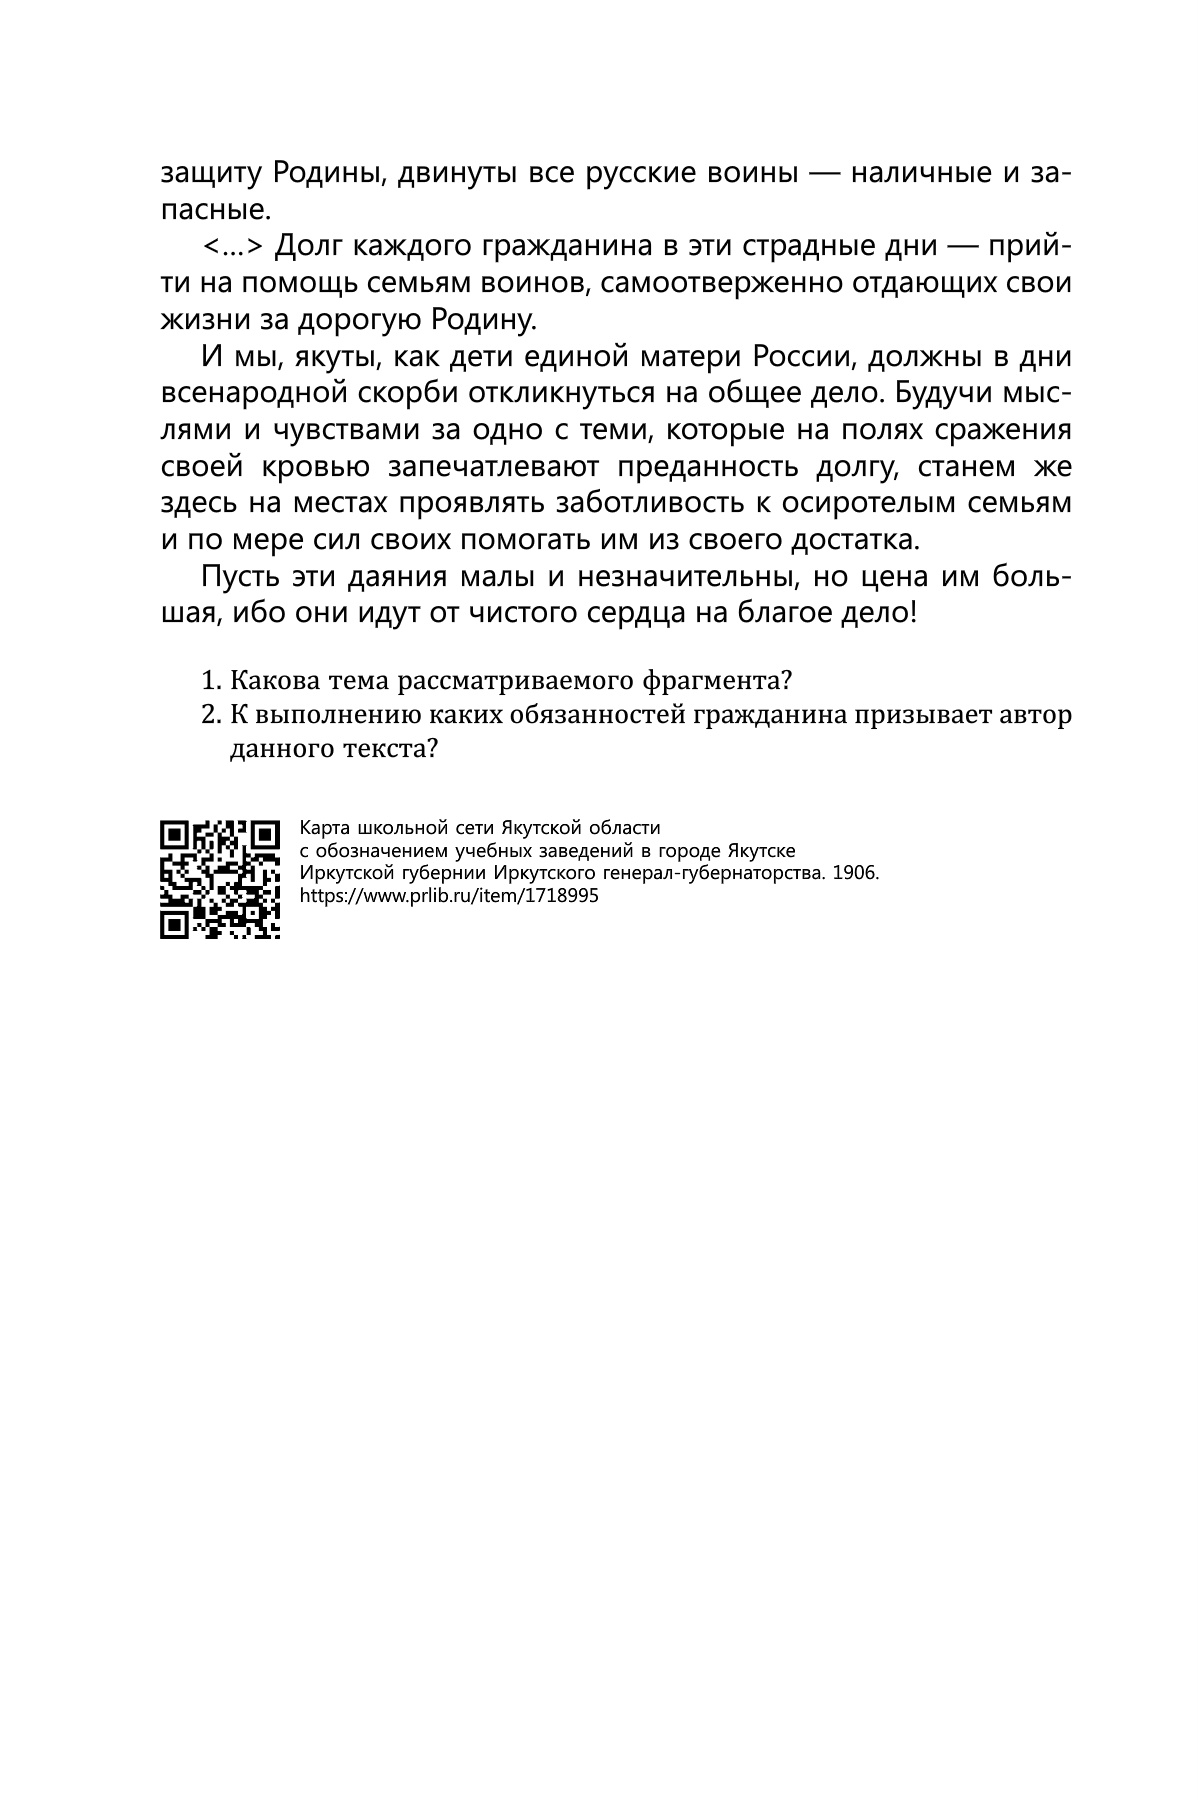 защиту Родины, двинуты все русские воины — наличные и за-
пасные.
<...> Долг каждого гражданина в эти страдные дни — прий-
ти на помощь семьям воинов, самоотверженно отдающих свои
жизни за дорогую Родину.
И мы, якуты, как дети единой матери России, должны в дни
всенародной скорби откликнуться на общее дело. Будучи мыс-
лями и чувствами за одно с теми, которые на полях сражения
своей кровью запечатлевают преданность долгу, станем же
здесь на местах проявлять заботливость к осиротелым семьям
и по мере сил своих помогать им из своего достатка.
Пусть эти даяния малы и незначительны, но цена им боль-
шая, ибо они идут от чистого сердца на благое дело!
1. Какова тема рассматриваемого фрагмента?
2. К выполнению каких обязанностей гражданина призывает автор
данного текста?
Карта школьной сети Якутской области
с обозначением учебных заведений в городе Якутске
Иркутской губернии Иркутского генерал-губернаторства. 1906.
https://www.prlib.ru/item/1718995